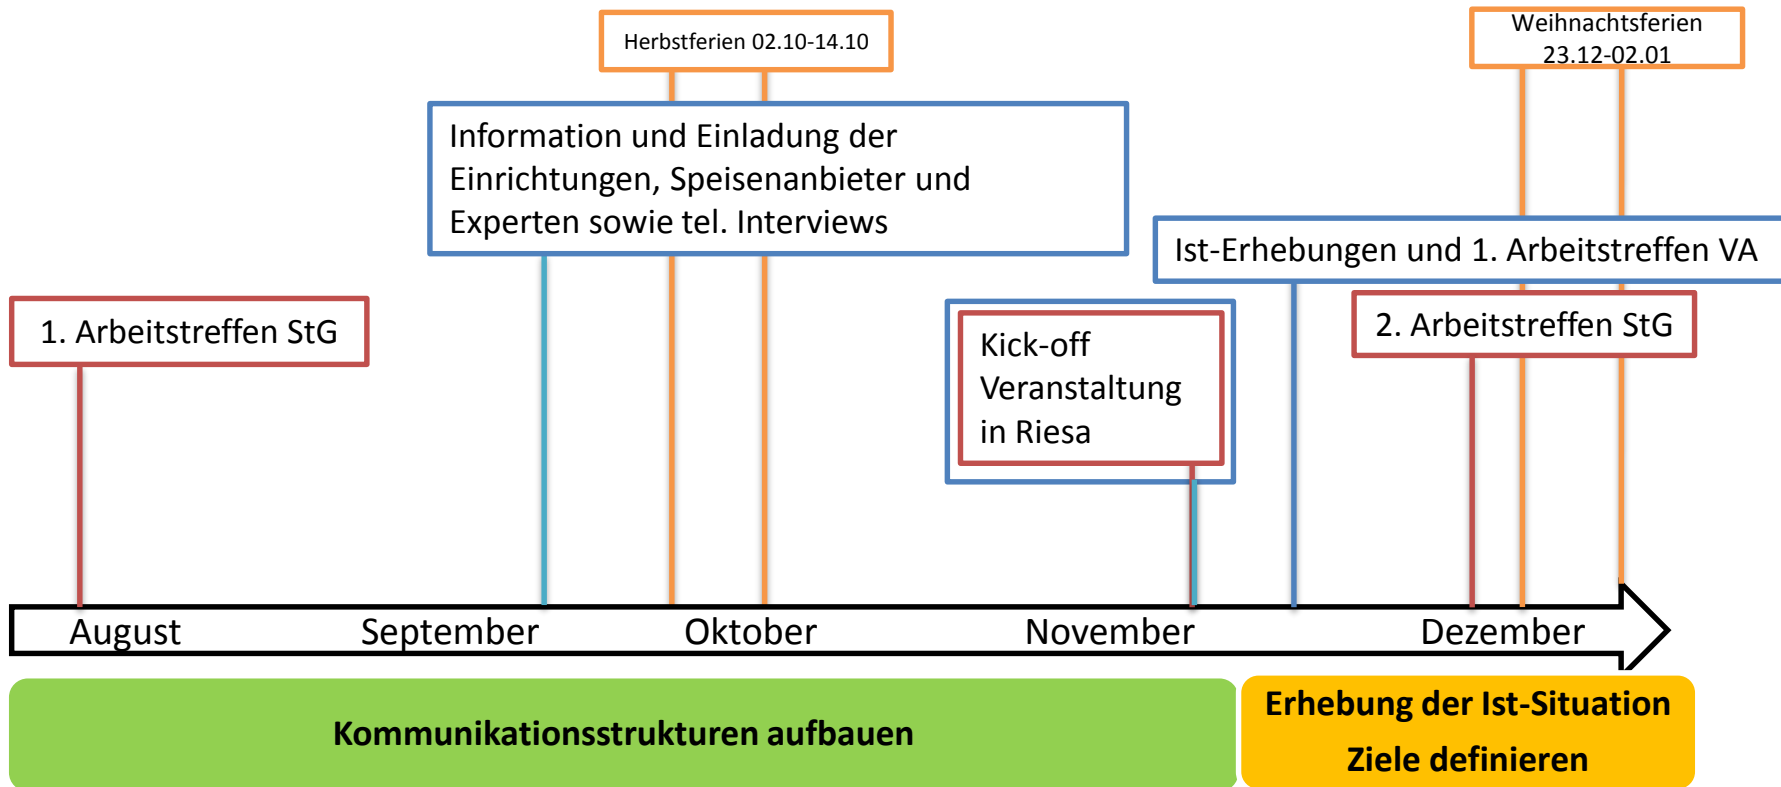 Herbstferien 02.10-14.10
Weihnachtsferien
23.12-02.01
Information und Einladung der
Einrichtungen, Speisenanbieter und
Experten sowie tel. Interviews
Ist-Erhebungen und 1. Arbeitstreffen VA
1. Arbeitstreffen StG
Kick-off
Veranstaltung
in Riesa
2. Arbeitstreffen StG
August
September
Oktober
November
Dezember
Kommunikationsstrukturen aufbauen
Erhebung der Ist-Situation
Ziele definieren